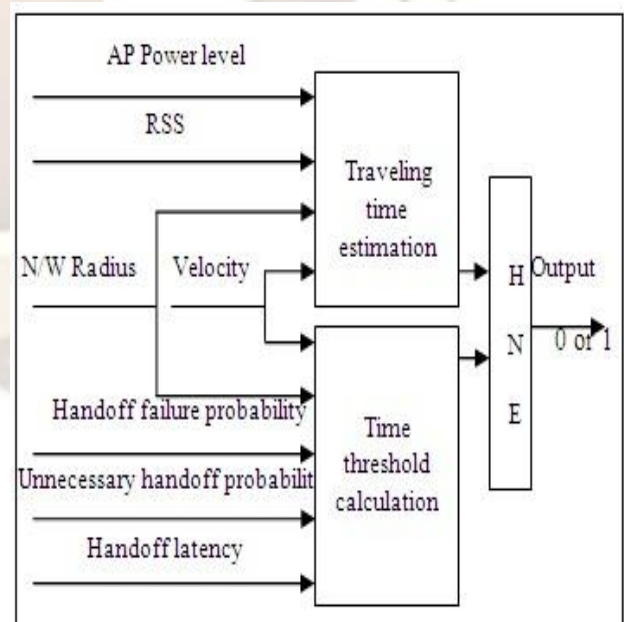 AP Power level
RSS
Traveling
time
estimation
N/W Radius
Velocity
H
N
E
Output
0 or 1
Handoff failure probability
Time
threshold
calculation
Unnecessary handoff probabilit
Handoff latency